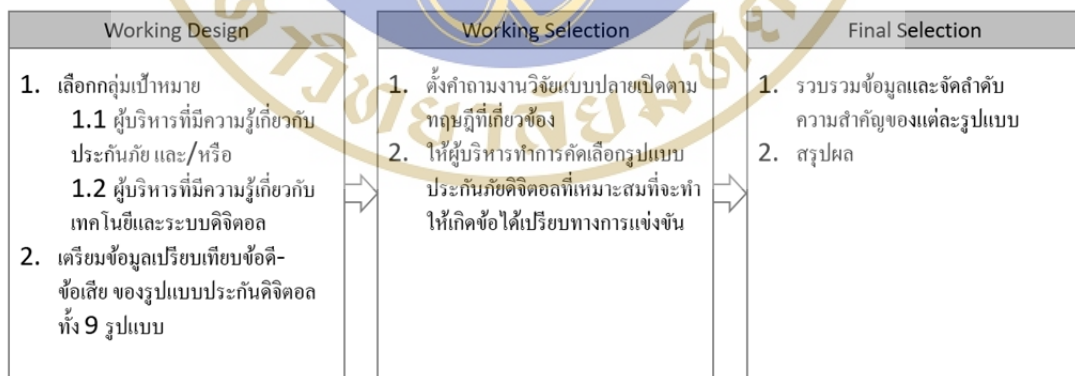 Working Design
1. เลือกกลุ่มเป้าหมาย
1.1 ผู้บริหารที่มีความรู้เกี่ยวกับ
ประกันภัย และ/หรือ
1.2 ผู้บริหารที่มีความรู้เกี่ยวกับ
เทคโนยีและระบบดิจิตอล
2. เตรียมข้อมูลเปรียบเทียบข้อดี-
ข้อเสีย ของรูปแบบประกันดิจิตอล
ทั้ง 9 รูปแบบ
Working Selection
1. ตั้งคำถามงานวิจัยแบบปลายเปิดตาม
ทฤษฎีที่เกี่ยวข้อง
2. ให้ผู้บริหารทำการคัดเลือกรูปแบบ
ประกันภัยดิจิตอลที่เหมาะสมที่จะทำ
ให้เกิดข้อได้เปรียบทางการแข่งขัน
Final Selection
1. รวบรวมข้อมูลและจัดลำดับ
ความสำคัญของแต่ละรูปแบบ
2. สรุปผล